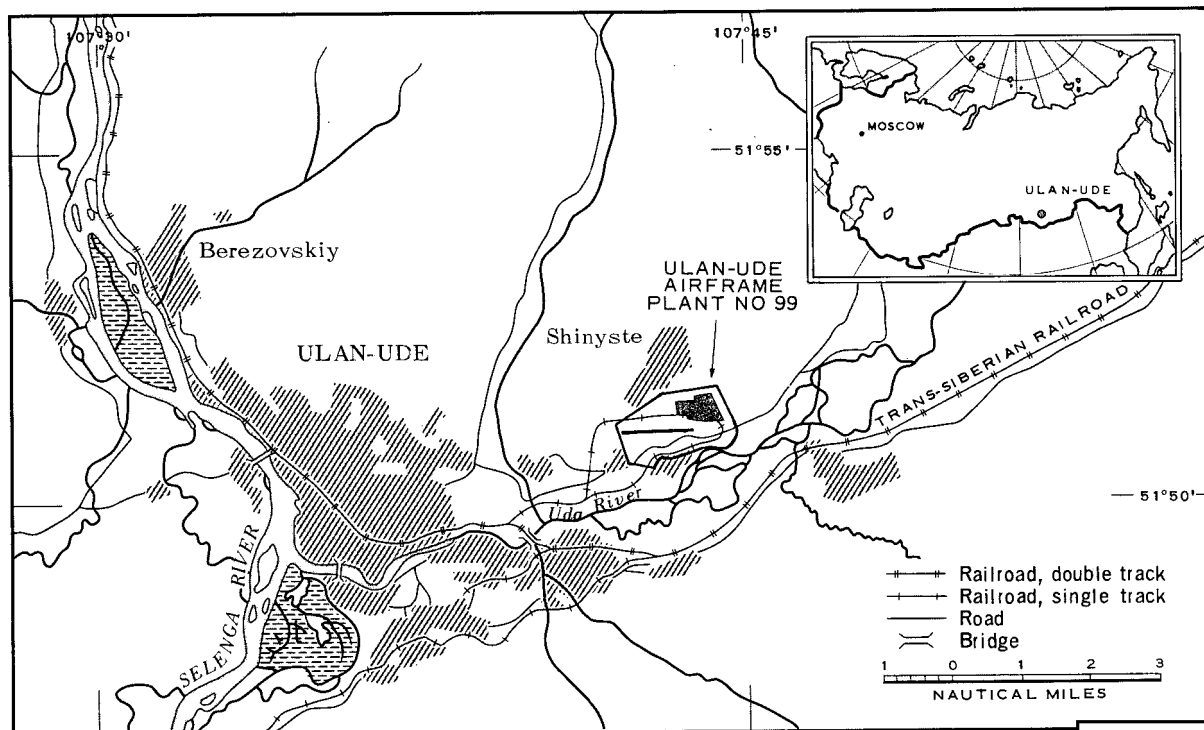 107°30'
107°45'
51°55'
MOSCOW
ULAN-UDE
Berezovskiy
ULAN-UDE
AIRFRAME
PLANT NO 99
Shinyste
ULAN-UDE
TRANS-SIBERIAN RAILROAD
51°50'
Uda River
SELENGA RIVER
Railroad, double track
Railroad, single track
Road
Bridge
1 0 1 2 3
NAUTICAL MILES